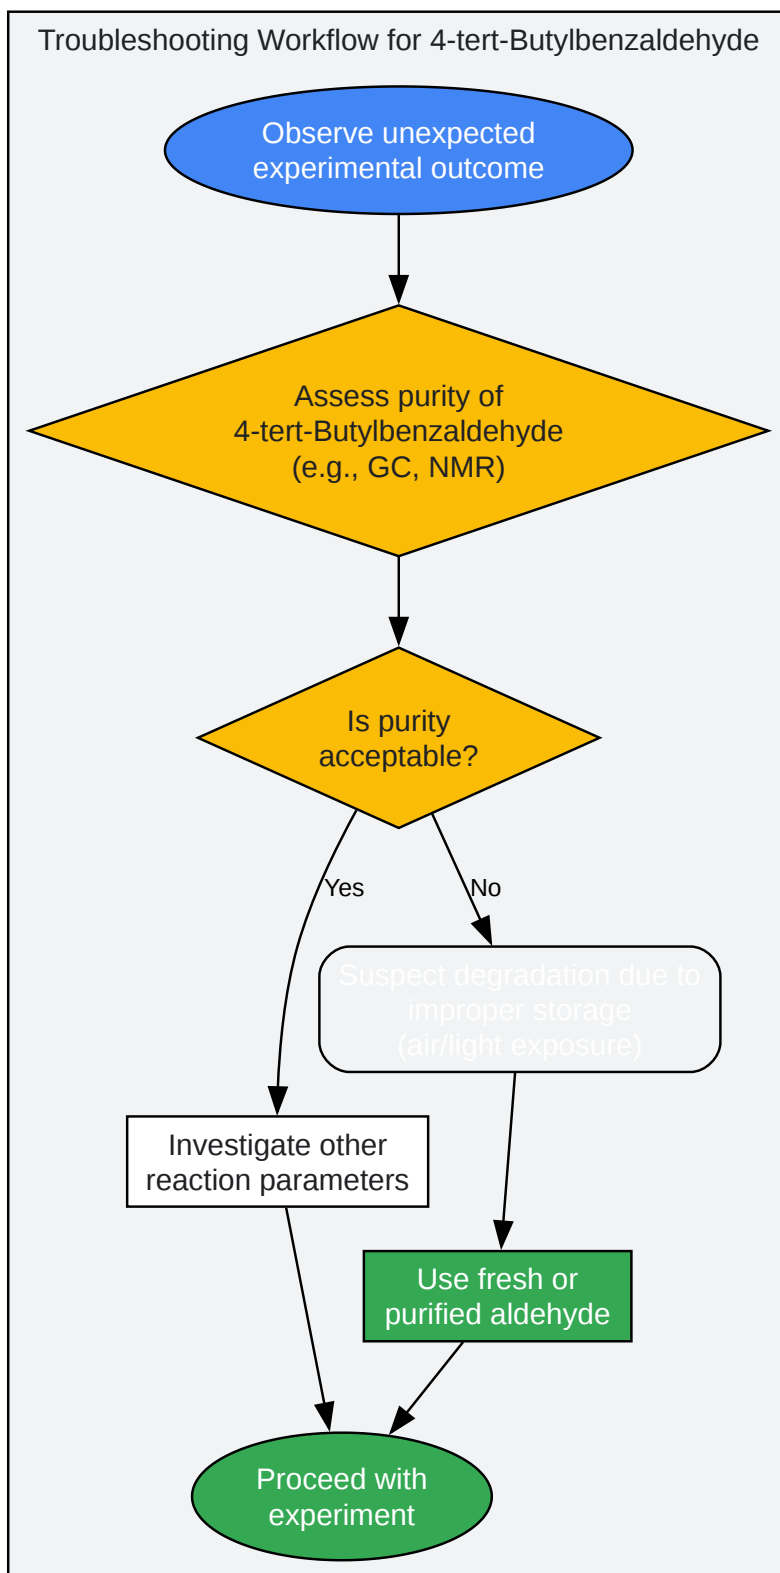 Troubleshooting Workflow for 4-tert-Butylbenzaldehyde
Observe unexpected
experimental outcome
Assess purity of
4-tert-Butylbenzaldehyde
(e.g., GC, NMR)
Is purity
acceptable?
Yes
No
Suspect degradation due to
improper storage
(air/light exposure)
Investigate other
reaction parameters
Use fresh or
purified aldehyde
Proceed with
experiment